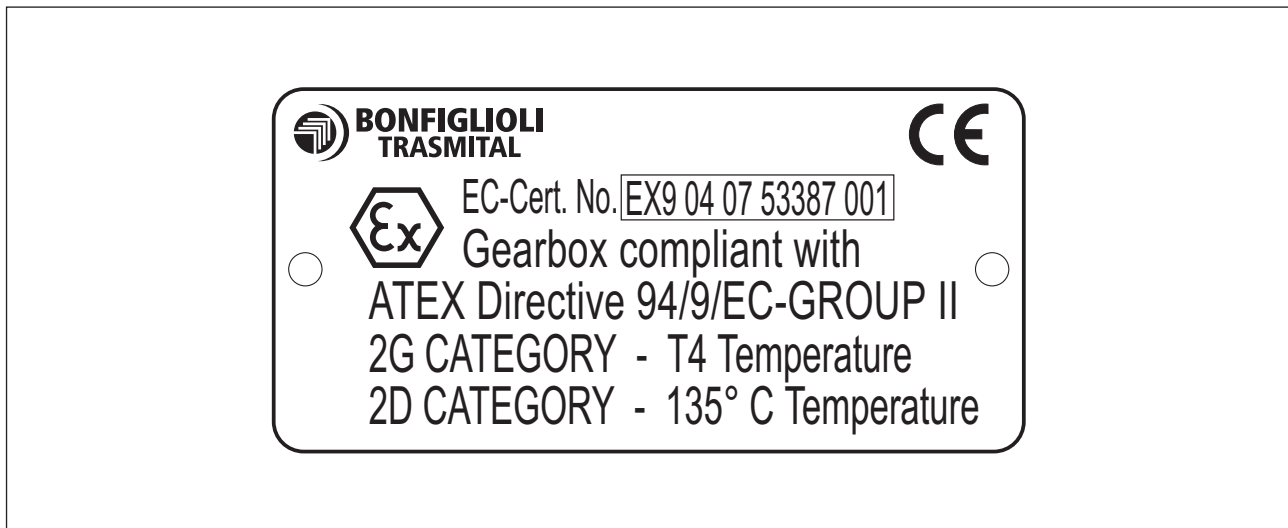 BONFIGLIOLI
TRASMITAL
CE
Ex
EC-Cert. No. EX9 04 07 53387 001
Gearbox compliant with
ATEX Directive 94/9/EC-GROUP II
2G CATEGORY - T4 Temperature
2D CATEGORY - 135° C Temperature